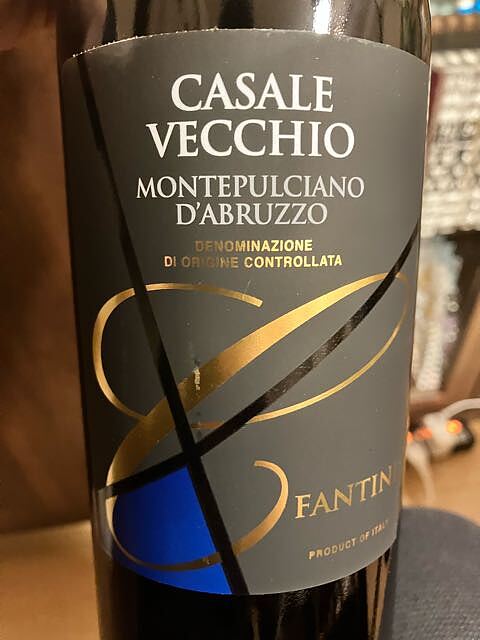 CASALE
VECCHIO
MONTEPULCIANO
D'ABRUZZO
DENOMINAZIONE
DI ORIGINE CONTROLLATA
FANTINI
PRODUCT OF ITALY